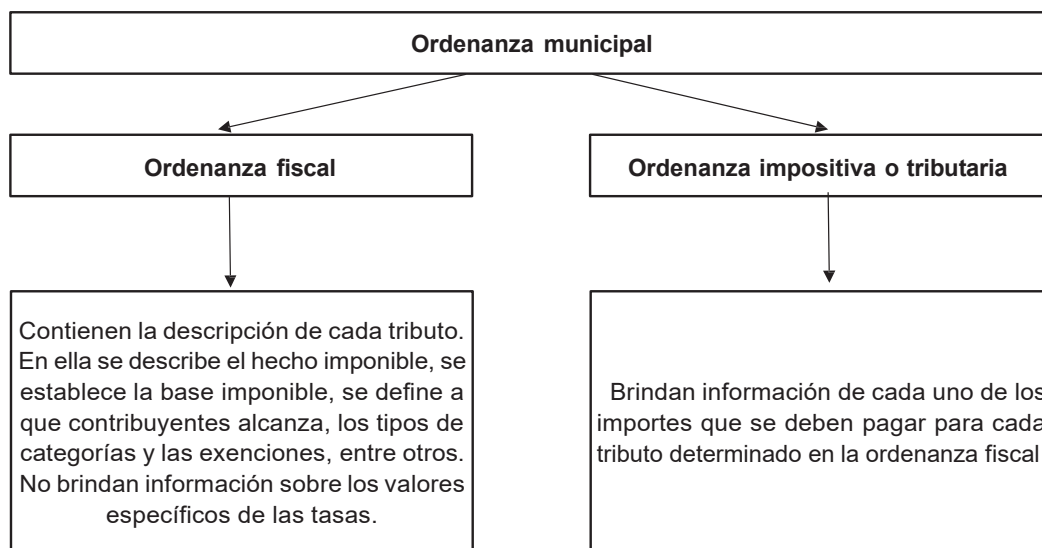 Ordenanza municipal
Ordenanza fiscal
Ordenanza impositiva o tributaria
Contienen la descripción de cada tributo.
En ella se describe el hecho imponible, se
establece la base imponible, se define a
que contribuyentes alcanza, los tipos de
categorías y las exenciones, entre otros.
No brindan información sobre los valores
específicos de las tasas.
Brindan información de cada uno de los
importes que se deben pagar para cada
tributo determinado en la ordenanza fiscal